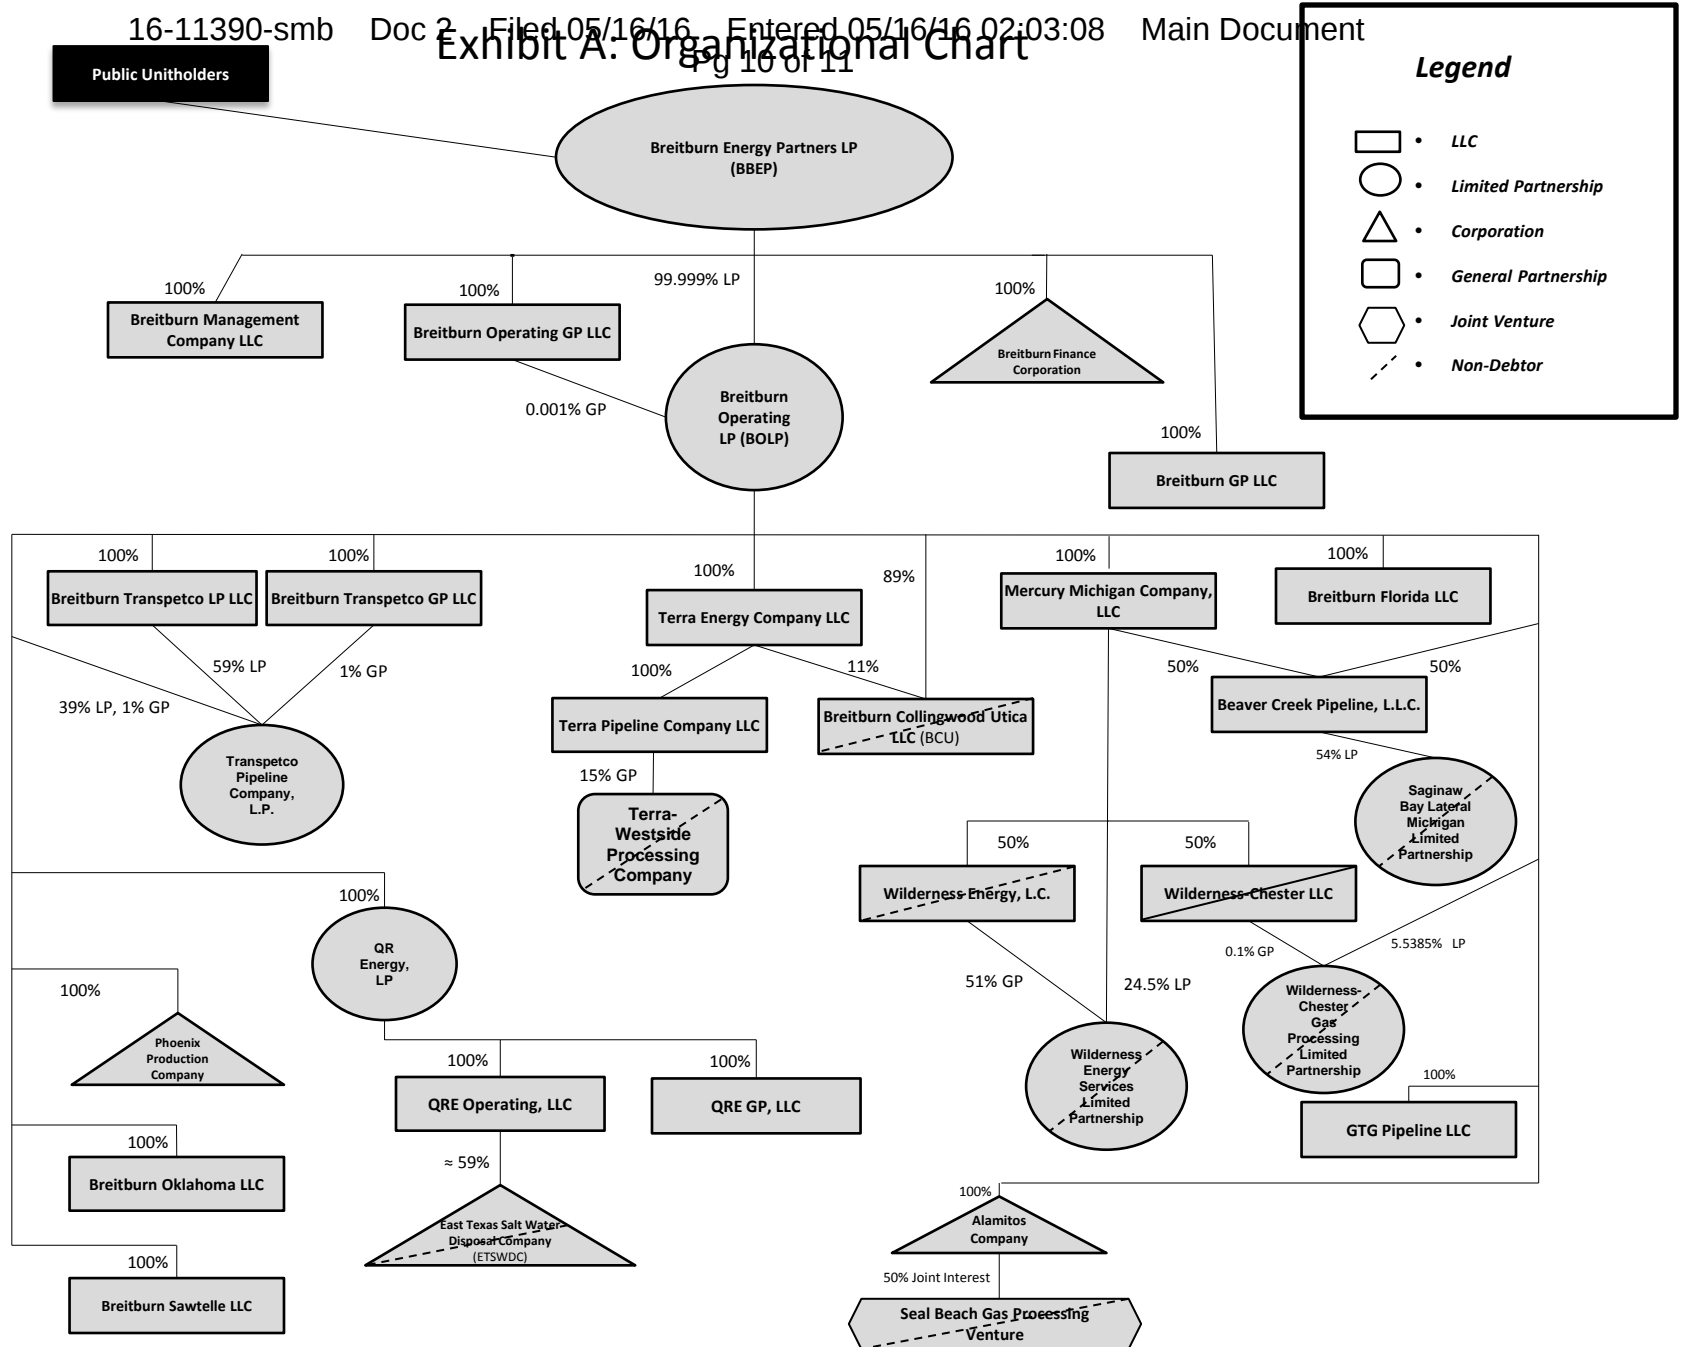 16-11390-smb Doc 2 Filed 05/16/16 Entered 05/16/16 02:03:08 Main Document
Exhibit A: Organizational Chart
Pg 10 of 11
Public Unitholders
Legend
• LLC
• Limited Partnership
• Corporation
• General Partnership
• Joint Venture
• Non-Debtor
Breitburn Energy Partners LP
(BBEP)
100%
100%
99.999% LP
100%
Breitburn Management
Company LLC
Breitburn Operating GP LLC
Breitburn Finance
Corporation
0.001% GP
Breitburn
Operating
LP (BOLP)
100%
Breitburn GP LLC
100%
100%
100%
89%
100%
100%
Breitburn Transpetco LP LLC
Breitburn Transpetco GP LLC
Terra Energy Company LLC
Mercury Michigan Company,
LLC
Breitburn Florida LLC
59% LP
1% GP
39% LP, 1% GP
100%
11%
50%
50%
Terra Pipeline Company LLC
Breitburn Collingwood Utica
LLC (BCU)
Beaver Creek Pipeline, L.L.C.
Transpetco
Pipeline
Company,
L.P.
15% GP
54% LP
Terra-
Westside
Processing
Company
Saginaw
Bay Lateral
Michigan
Limited
Partnership
50%
50%
Wilderness Energy, L.C.
Wilderness-Chester LLC
100%
QR
Energy,
LP
0.1% GP
5.5385% LP
51% GP
24.5% LP
100%
Phoenix
Production
Company
Wilderness-
Chester
Gas
Processing
Limited
Partnership
100%
100%
Wilderness
Energy
Services
Limited
Partnership
100%
QRE Operating, LLC
QRE GP, LLC
GTG Pipeline LLC
100%
Breitburn Oklahoma LLC
≈ 59%
East Texas Salt Water
Disposal Company
(ETSWDC)
100%
Alamitos
Company
100%
Breitburn Sawtelle LLC
50% Joint Interest
Seal Beach Gas Processing
Venture